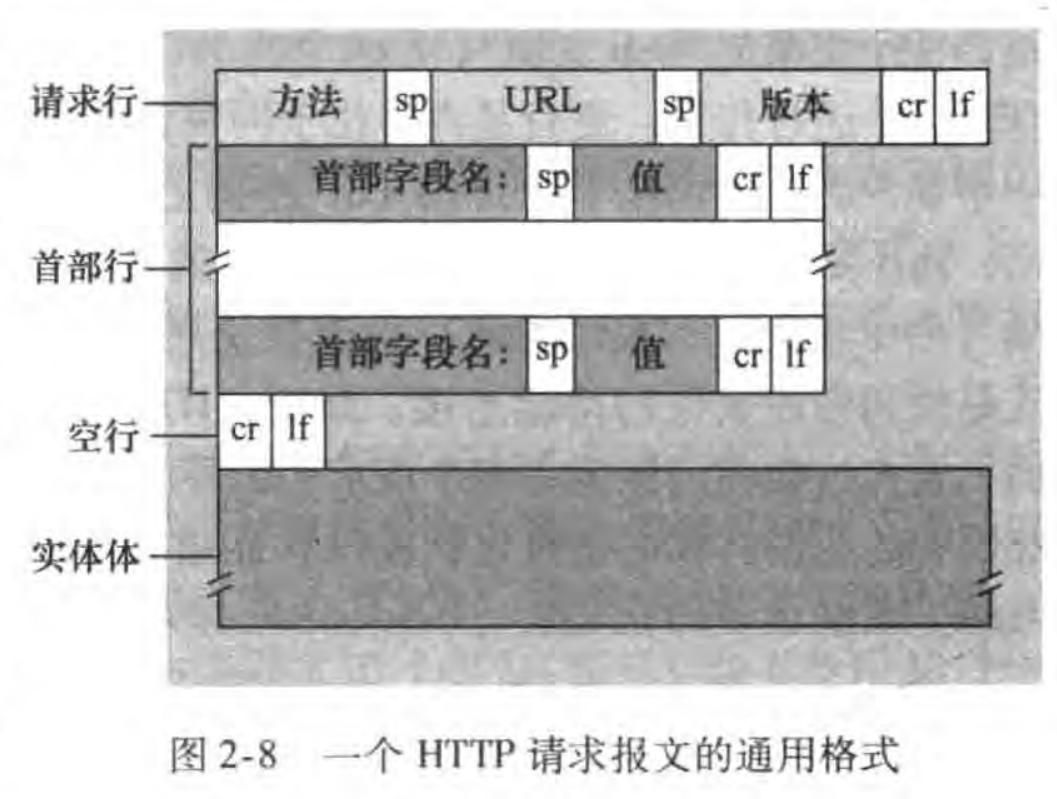 请求行 方法 sp URL sp 版本 cr lf
首部字段名: sp 值 cr lf
首部行
首部字段名: sp 值 cr lf
空行 cr lf
实体体
图 2-8 一个 HTTP 请求报文的通用格式